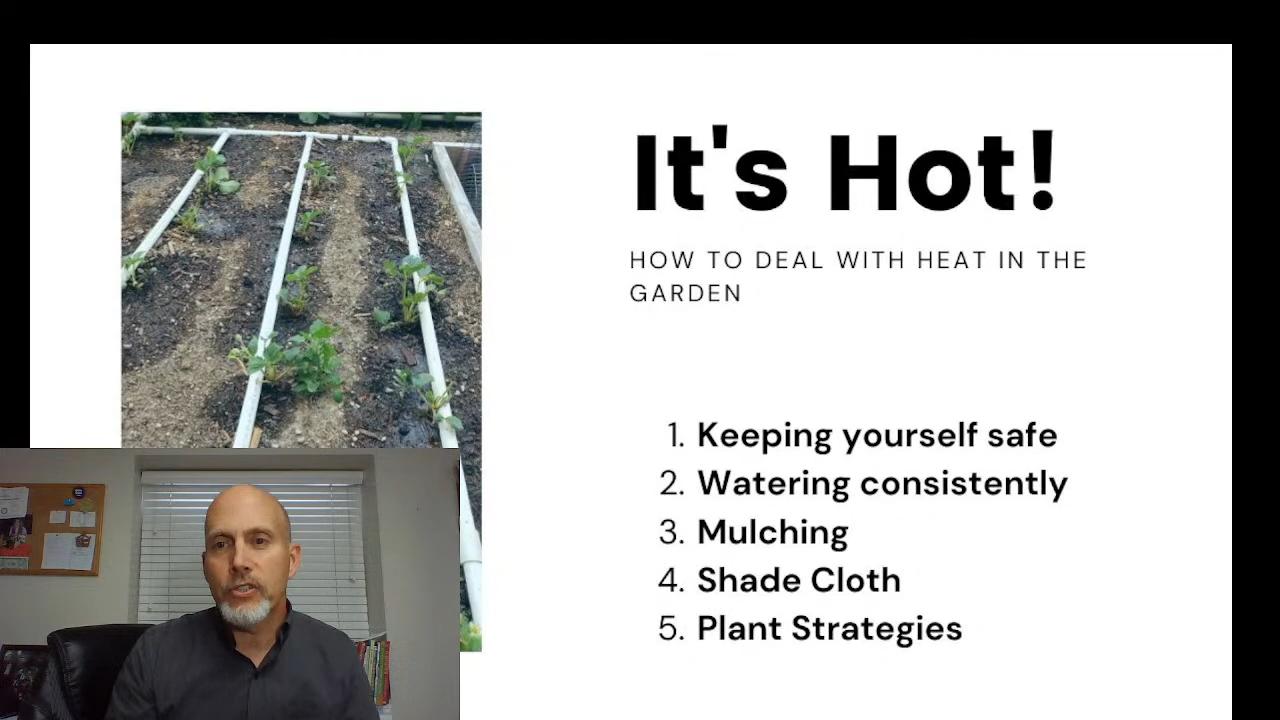 It's Hot!
HOW TO DEAL WITH HEAT IN THE
GARDEN
1. Keeping yourself safe
2. Watering consistently
3. Mulching
4. Shade Cloth
5. Plant Strategies